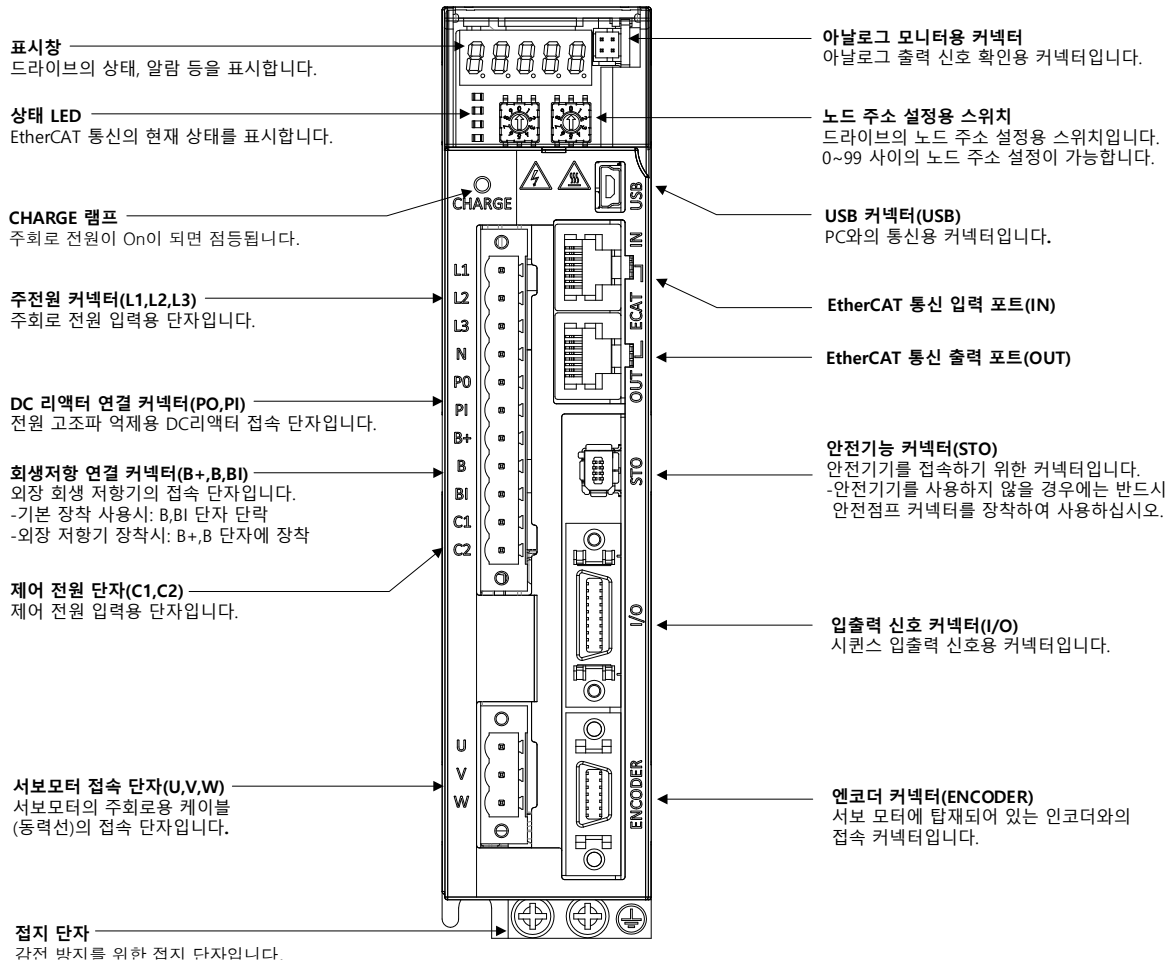 표시창
드라이브의 상태, 알람 등을 표시합니다.
상태 LED
EtherCAT 통신의 현재 상태를 표시합니다.
CHARGE 램프
주회로 전원이 On이 되면 점등됩니다.
주전원 커넥터(L1,L2,L3)
주회로 전원 입력용 단자입니다.
DC 리액터 연결 커넥터(PO,PI)
전원 고조파 억제용 DC리액터 접속 단자입니다.
회생저항 연결 커넥터(B+,B,BI)
외장 회생 저항기의 접속 단자입니다.
-기본 장착 사용시: B,BI 단자 단락
-외장 저항기 장착시: B+,B 단자에 장착
제어 전원 단자(C1,C2)
제어 전원 입력용 단자입니다.
서보모터 접속 단자(U,V,W)
서보모터의 주회로용 케이블
(동력선)의 접속 단자입니다.
접지 단자
감전 방지를 위한 접지 단자입니다.
8.8.8.8.8.
CHARGE
L1
L2
L3
N
P0
PI
B+
B
BI
C1
C2
U
V
W
USB
IN
ECAT
OUT
STO
I/O
ENCODER
아날로그 모니터용 커넥터
아날로그 출력 신호 확인용 커넥터입니다.
노드 주소 설정용 스위치
드라이브의 노드 주소 설정용 스위치입니다.
0~99 사이의 노드 주소 설정이 가능합니다.
USB 커넥터(USB)
PC와의 통신용 커넥터입니다.
EtherCAT 통신 입력 포트(IN)
EtherCAT 통신 출력 포트(OUT)
안전기능 커넥터(STO)
안전기기를 접속하기 위한 커넥터입니다.
-안전기기를 사용하지 않을 경우에는 반드시
안전점프 커넥터를 장착하여 사용하십시오.
입출력 신호 커넥터(I/O)
시퀀스 입출력 신호용 커넥터입니다.
엔코더 커넥터(ENCODER)
서보 모터에 탑재되어 있는 인코더와의
접속 커넥터입니다.